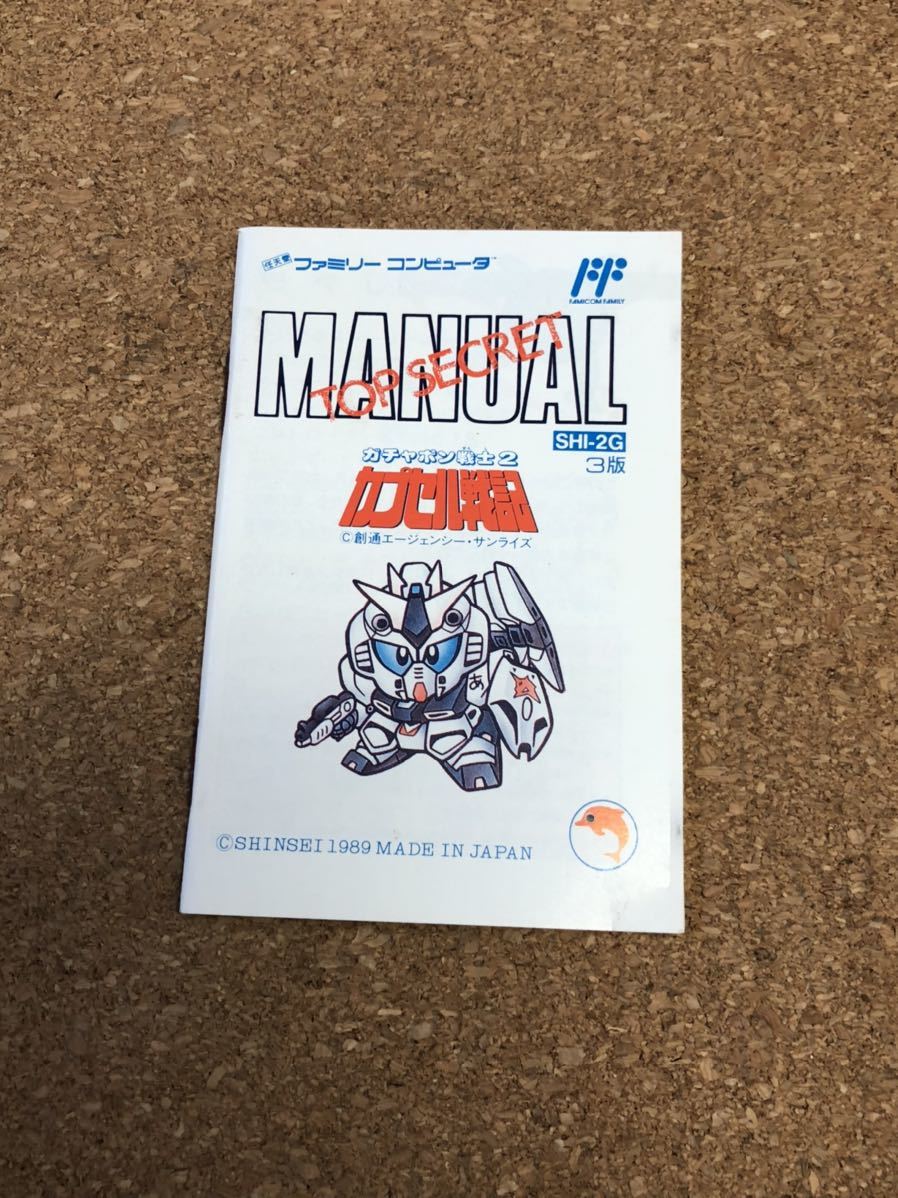 任天堂 ファミリー コンピュータ™
FF
FAMICOM FAMILY
MANUAL
TOP SECRET
SHI-2G
3版
ガチャポン戦士2
カプセル戦記
©創通エージェンシー・サンライズ
あ
©SHINSEI 1989 MADE IN JAPAN